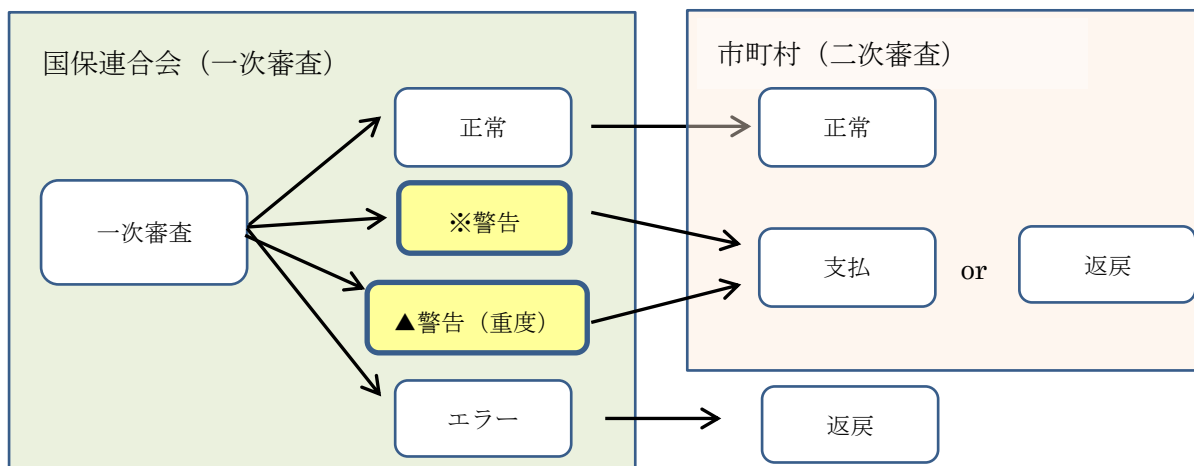 国保連合会（一次審査）
市町村（二次審査）
正常
正常
※警告
一次審査
支払
or
返戻
▲警告（重度）
エラー
返戻